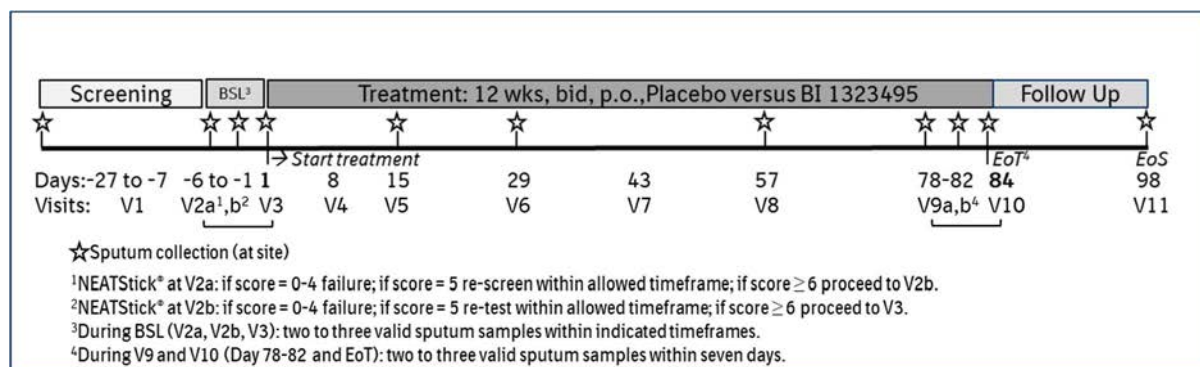 Screening BSL³ Treatment: 12 wks, bid, p.o.,Placebo versus BI 1323495 Follow Up
→ Start treatment EoT⁴ EoS
Days:-27 to -7 -6 to -1 1 8 15 29 43 57 78-82 84 98
Visits: V1 V2a¹,b² V3 V4 V5 V6 V7 V8 V9a,b⁴ V10 V11
☆Sputum collection (at site)
¹NEATStick® at V2a: if score = 0-4 failure; if score = 5 re-screen within allowed timeframe; if score ≥6 proceed to V2b.
²NEATStick® at V2b: if score = 0-4 failure; if score = 5 re-test within allowed timeframe; if score ≥6 proceed to V3.
³During BSL (V2a, V2b, V3): two to three valid sputum samples within indicated timeframes.
⁴During V9 and V10 (Day 78-82 and EoT): two to three valid sputum samples within seven days.